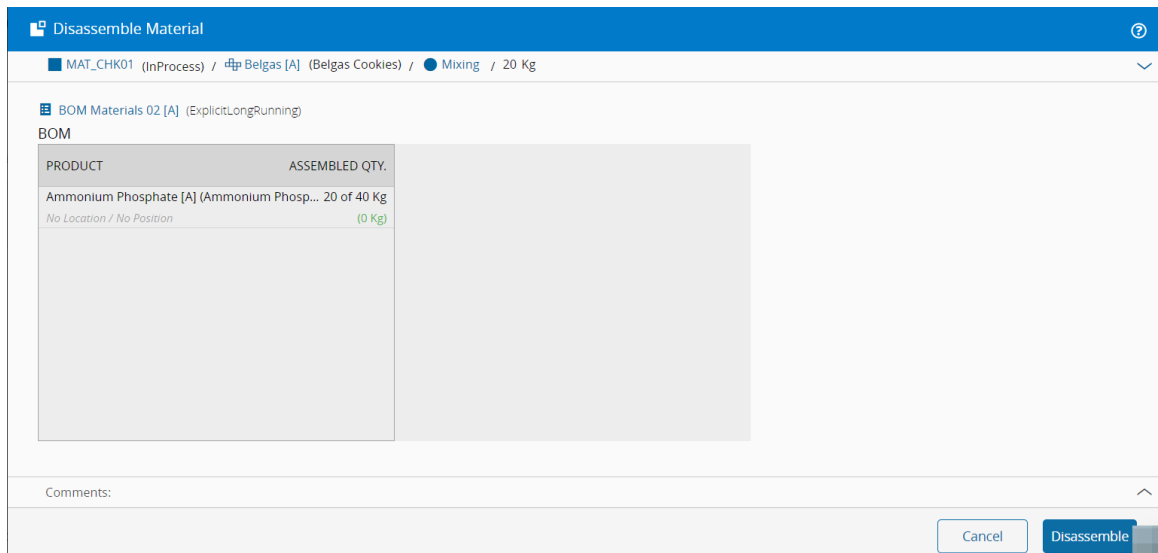 Disassemble Material
MAT_CHK01 (InProcess) / Belgas [A] (Belgas Cookies) / Mixing / 20 Kg
BOM Materials 02 [A] (ExplicitLongRunning)
BOM
PRODUCT ASSEMBLED QTY.
Ammonium Phosphate [A] (Ammonium Phosp... 20 of 40 Kg
No Location / No Position (0 Kg)
Comments:
Cancel Disassemble